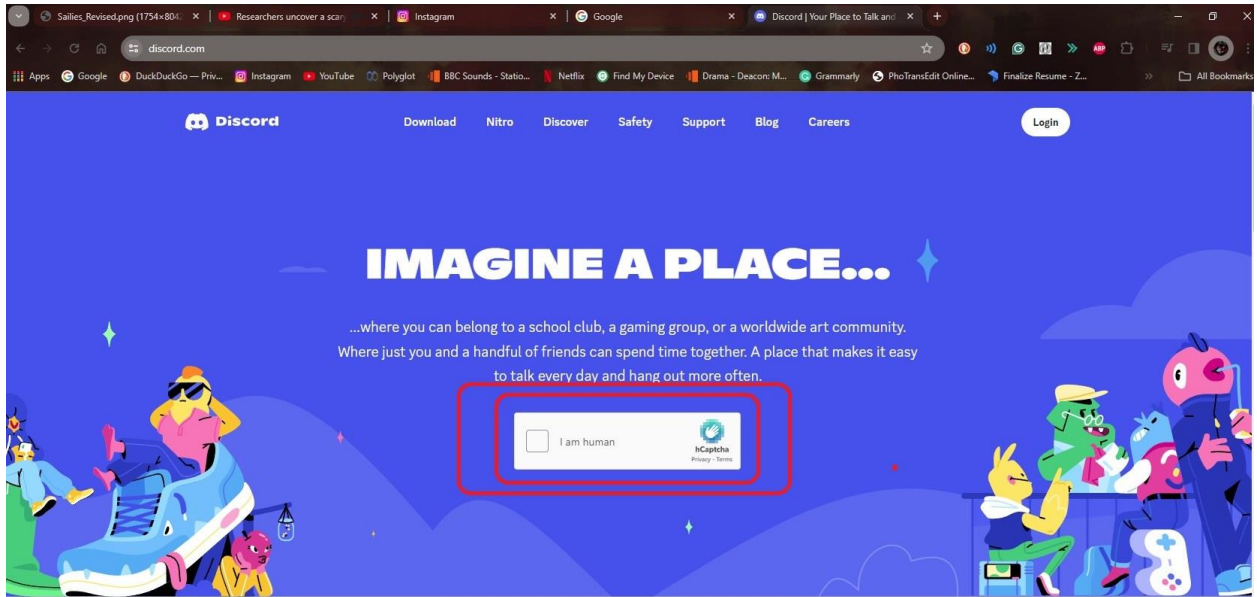 Sailies_Revised.png (1754×804
Researchers uncover a scary
Instagram
Google
Discord | Your Place to Talk and
discord.com
Apps
Google
DuckDuckGo — Priv...
Instagram
YouTube
Polyglot
BBC Sounds - Statio...
Netflix
Find My Device
Drama - Deacon: M...
Grammarly
PhoTransEdit Online...
Finalize Resume - Z...
All Bookmarks
Discord
Download
Nitro
Discover
Safety
Support
Blog
Careers
Login
IMAGINE A PLACE...
...where you can belong to a school club, a gaming group, or a worldwide art community.
Where just you and a handful of friends can spend time together. A place that makes it easy
to talk every day and hang out more often.
I am human
hCaptcha
Privacy - Terms